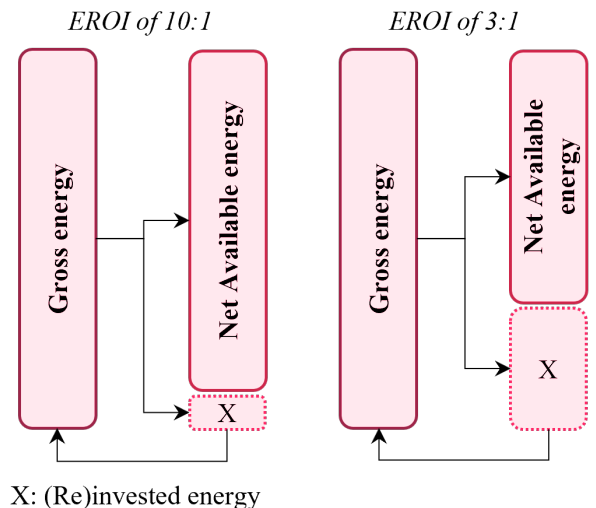 EROI of 10:1
Gross energy
Net Available energy
X
EROI of 3:1
Gross energy
Net Available
energy
X
X: (Re)invested energy